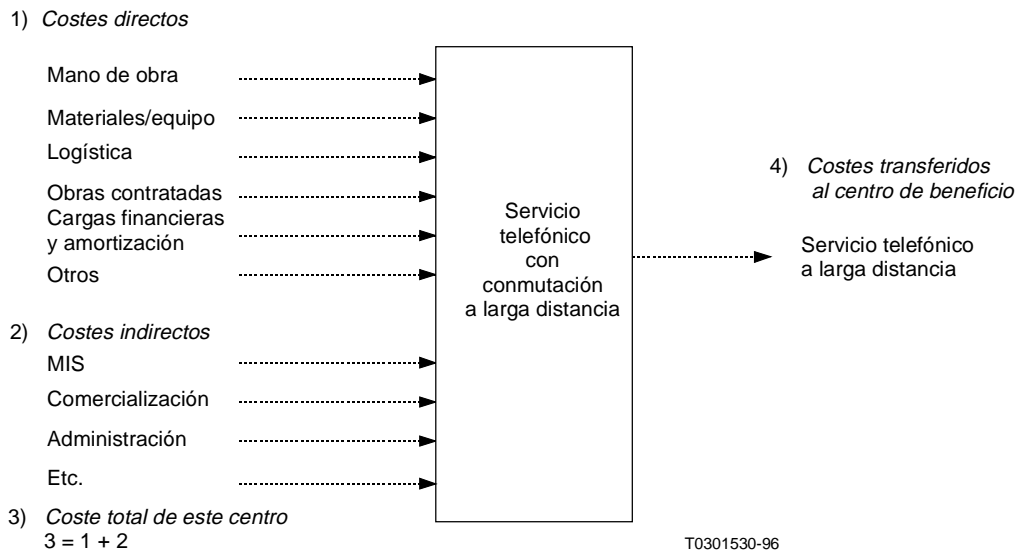 1) Costes directos
Mano de obra
Materiales/equipo
Logística
Obras contratadas
Cargas financieras
y amortización
Otros
2) Costes indirectos
MIS
Comercialización
Administración
Etc.
3) Coste total de este centro
3 = 1 + 2
Servicio
telefónico
con
conmutación
a larga distancia
4) Costes transferidos
al centro de beneficio
Servicio telefónico
a larga distancia
T0301530-96